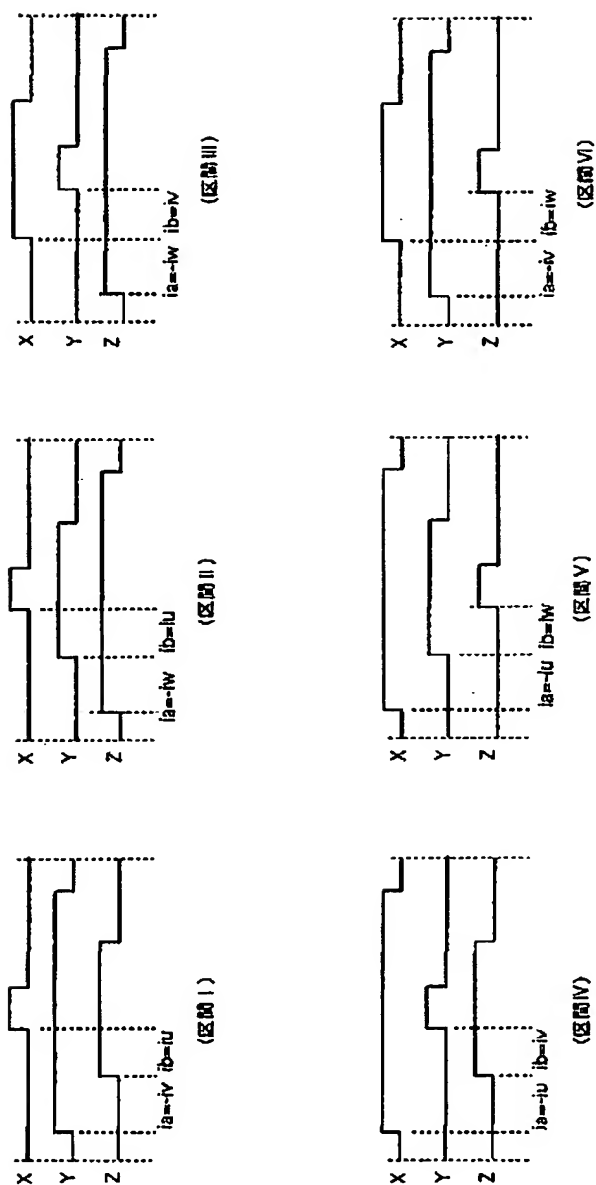 X
Y
Z
ia=-iv ib=iu
(区間Ⅰ)
X
Y
Z
ia=-iw ib=iu
(区間Ⅱ)
X
Y
Z
ia=-iw ib=iv
(区間Ⅲ)
X
Y
Z
ia=-iu ib=iv
(区間Ⅳ)
X
Y
Z
ia=-iu ib=iw
(区間Ⅴ)
X
Y
Z
ia=-iv ib=iw
(区間Ⅵ)